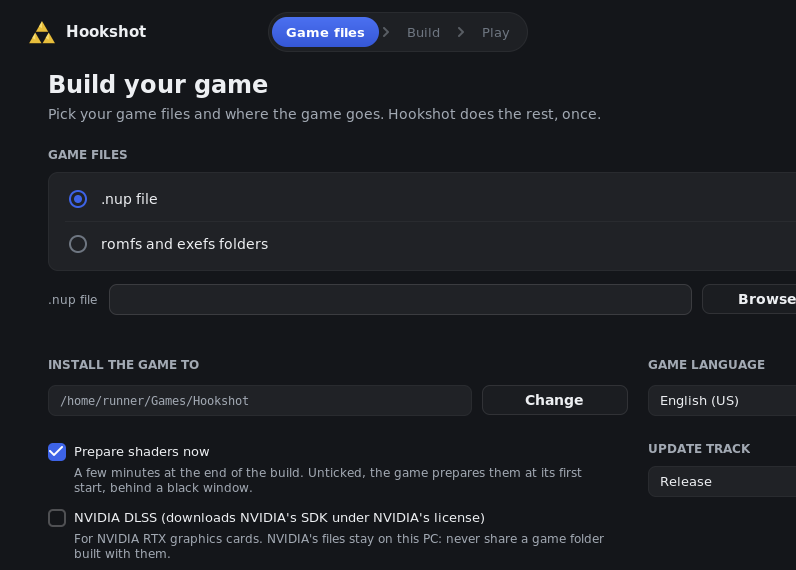 Hookshot
Game files
Build
Play
Build your game
Pick your game files and where the game goes. Hookshot does the rest, once.
GAME FILES
.nup file
romfs and exefs folders
.nup file
Browse
INSTALL THE GAME TO
GAME LANGUAGE
/home/runner/Games/Hookshot
Change
English (US)
Prepare shaders now
A few minutes at the end of the build. Unticked, the game prepares them at its first
start, behind a black window.
UPDATE TRACK
Release
NVIDIA DLSS (downloads NVIDIA's SDK under NVIDIA's license)
For NVIDIA RTX graphics cards. NVIDIA's files stay on this PC: never share a game folder
built with them.